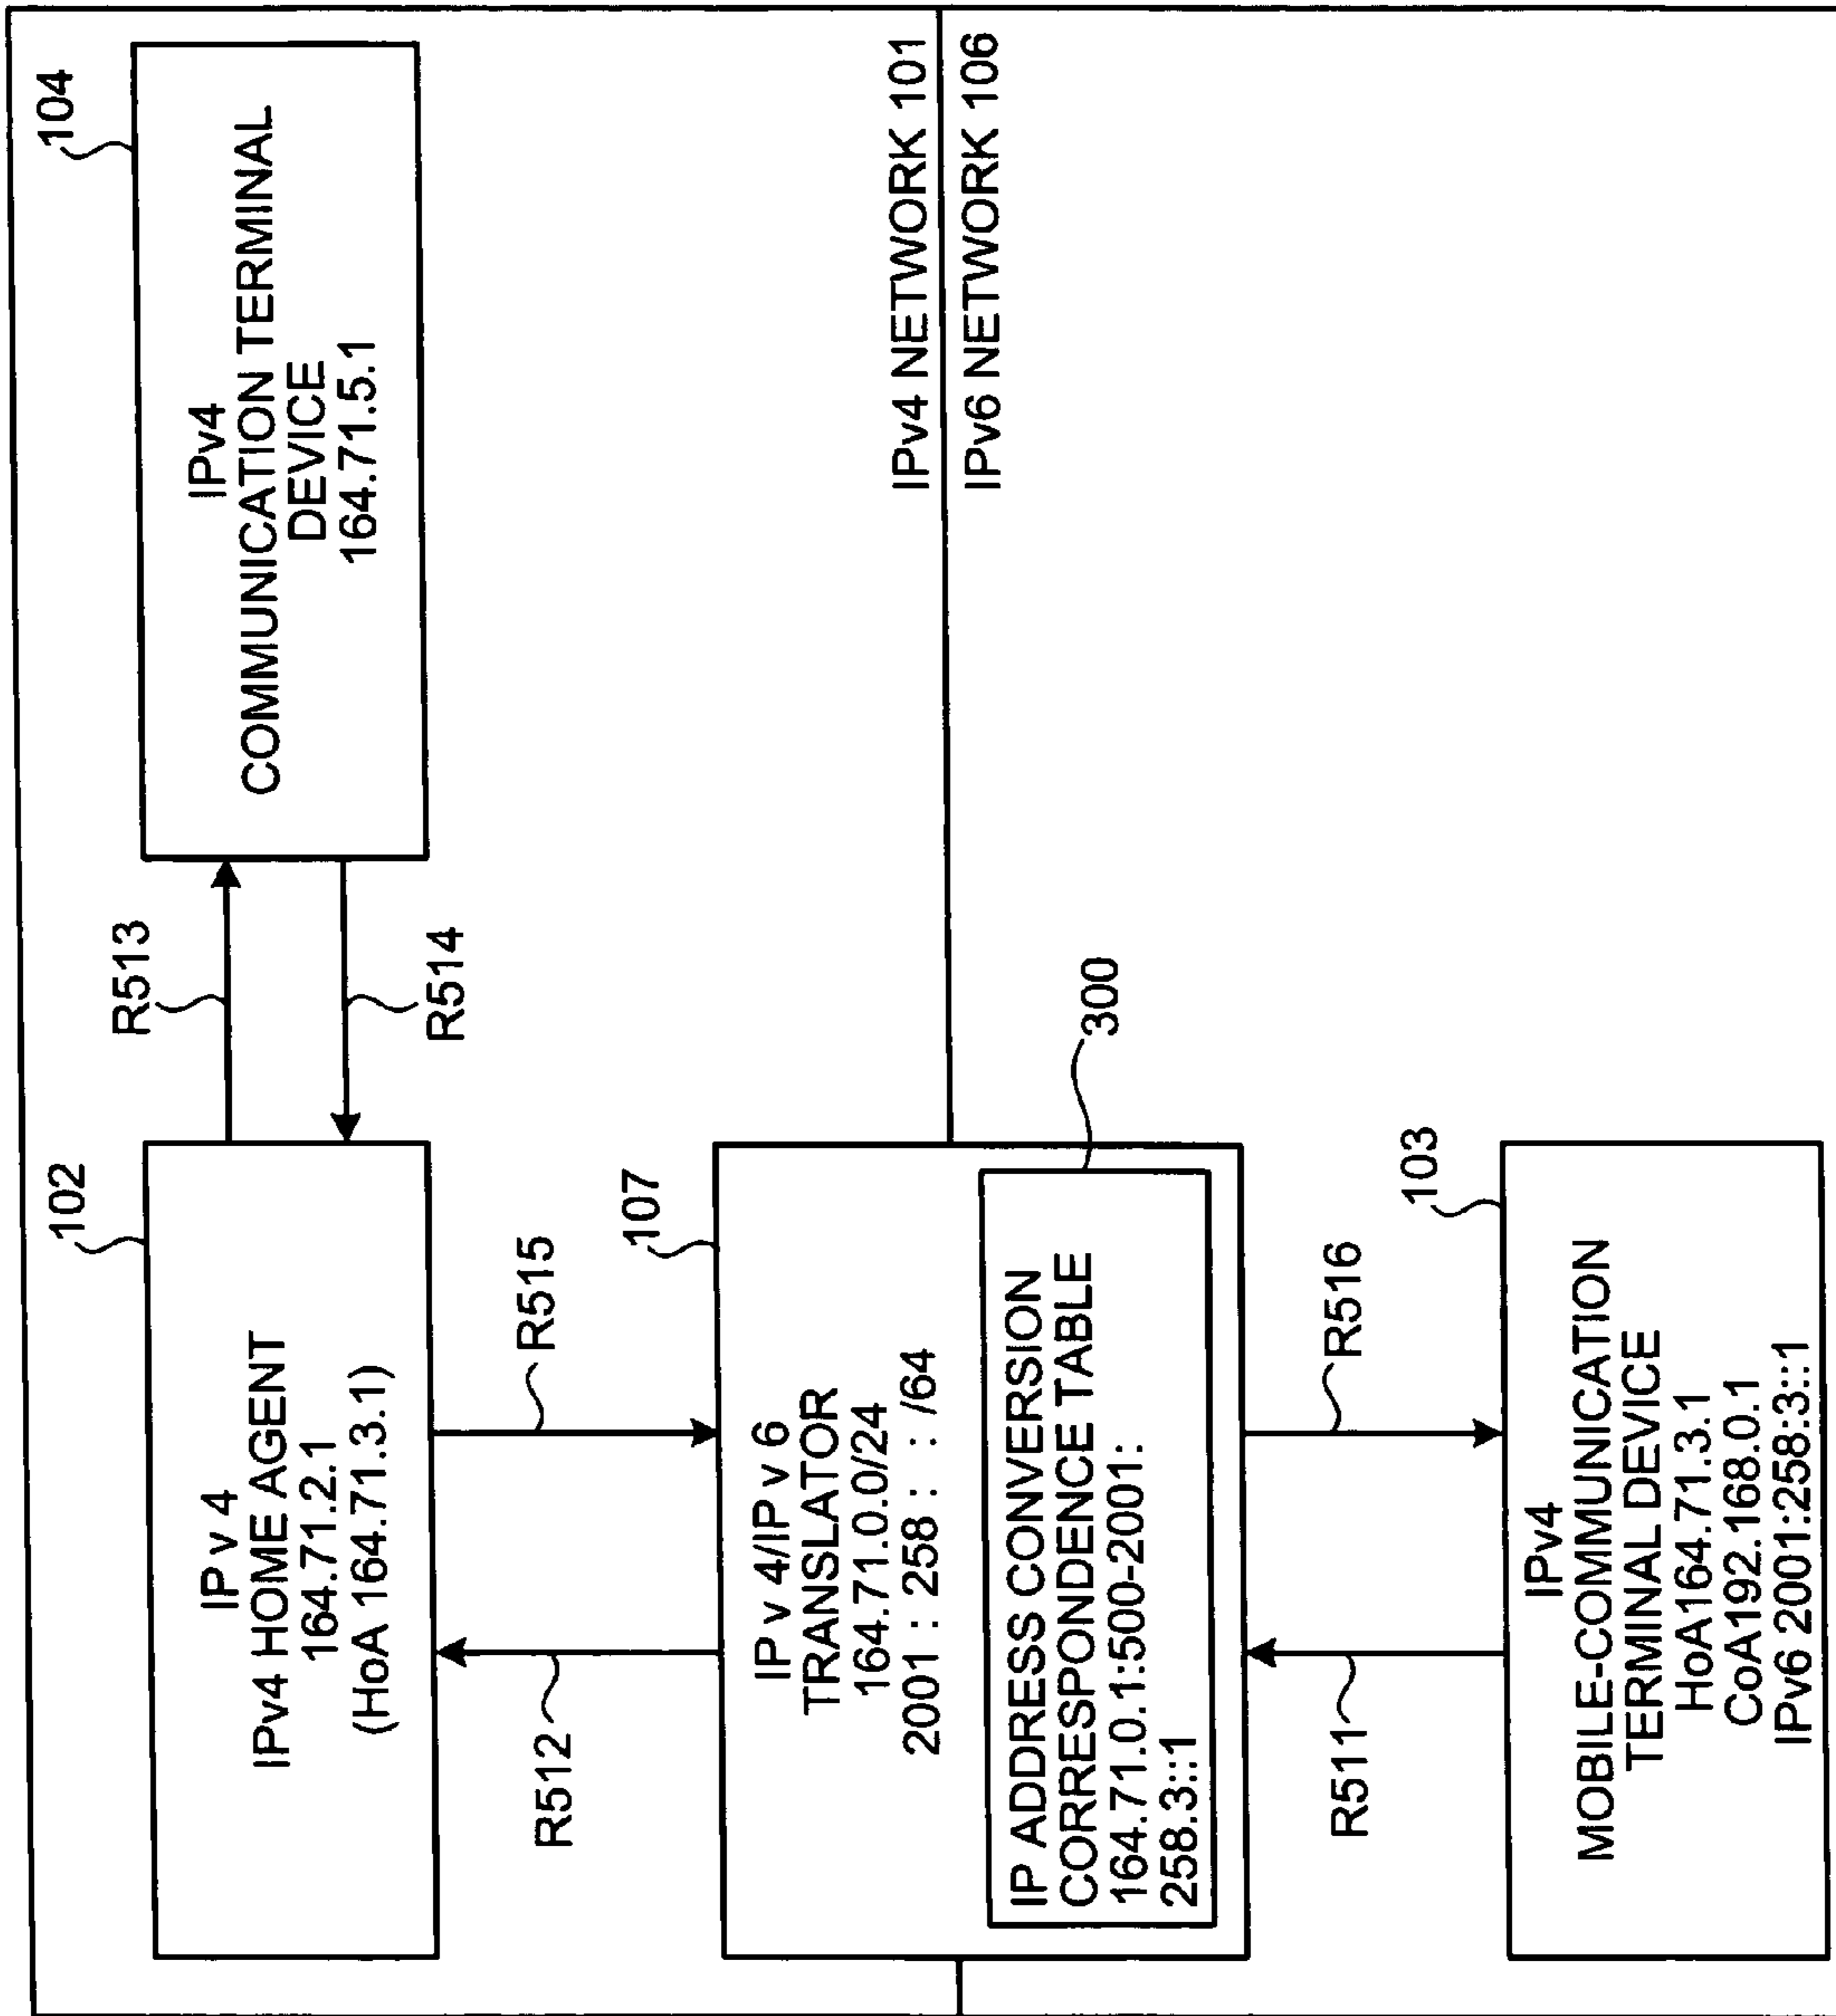 102
IP v 4
IPv4 HOME AGENT
164.71.2.1
(HoA 164.71.3.1)
R513
R514
104
IPv4
COMMUNICATION TERMINAL
DEVICE
164.71.5.1
R512
R515
IPv4 NETWORK 101
IPv6 NETWORK 106
107
IP v 4/IP v 6
TRANSLATOR
164.71.0.0/24
2001 : 258 : : /64
300
IP ADDRESS CONVERSION
CORRESPONDENCE TABLE
164.71.0.1:500-2001:
258.3::1
R511
R516
103
IPv4
MOBILE-COMMUNICATION
TERMINAL DEVICE
HoA164.71.3.1
CoA192.168.0.1
IPv6 2001:258:3::1